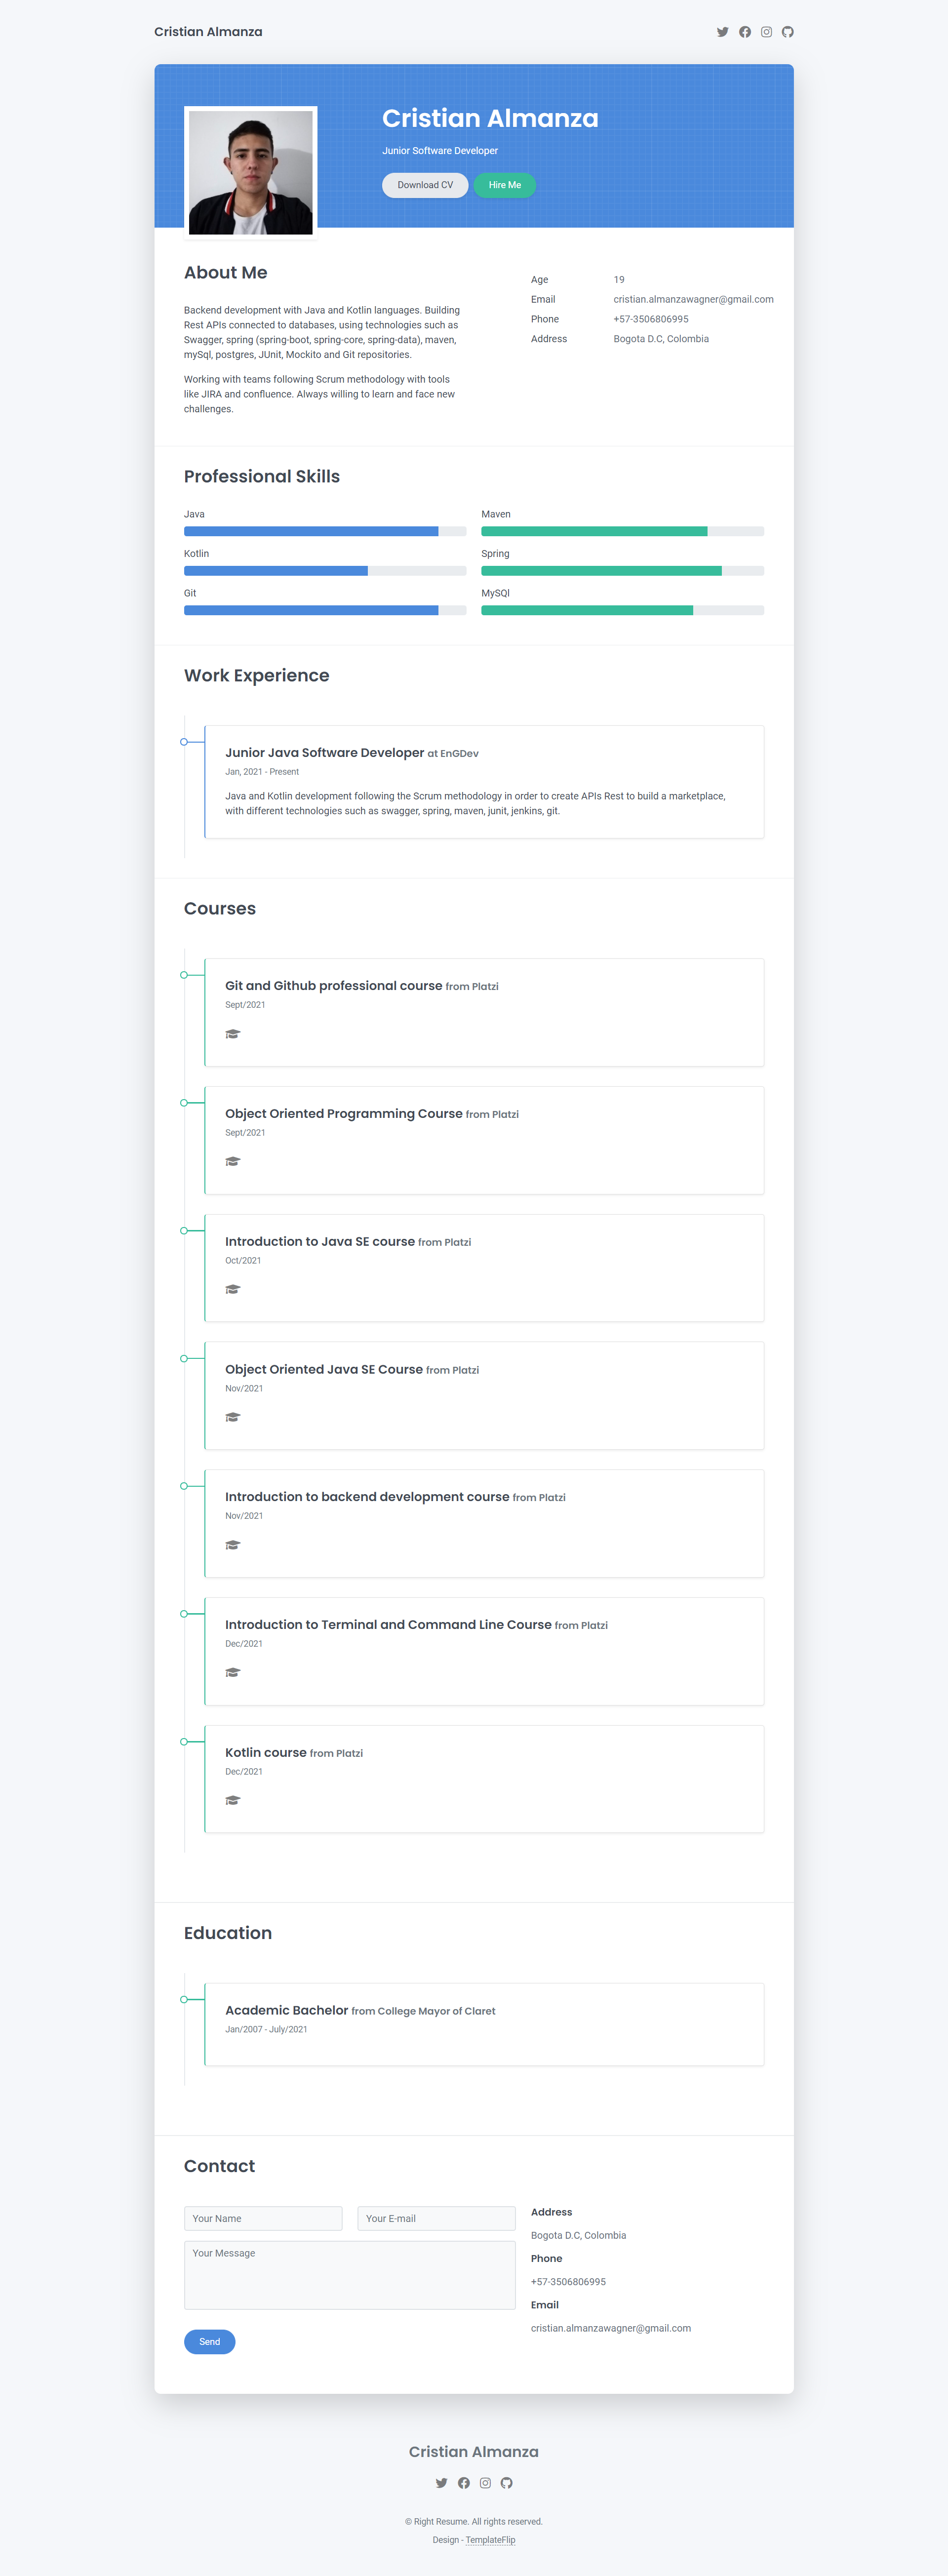 Cristian Almanza
Cristian Almanza
Junior Software Developer
Download CV
Hire Me
About Me
Backend development with Java and Kotlin languages. Building
Rest APIs connected to databases, using technologies such as
Swagger, spring (spring-boot, spring-core, spring-data), maven,
mySql, postgres, JUnit, Mockito and Git repositories.
Working with teams following Scrum methodology with tools
like JIRA and confluence. Always willing to learn and face new
challenges.
Age 19
Email cristian.almanzawagner@gmail.com
Phone +57-3506806995
Address Bogota D.C, Colombia
Professional Skills
Java
Maven
Kotlin
Spring
Git
MySQl
Work Experience
Junior Java Software Developer at EnGDev
Jan, 2021 - Present
Java and Kotlin development following the Scrum methodology in order to create APIs Rest to build a marketplace,
with different technologies such as swagger, spring, maven, junit, jenkins, git.
Courses
Git and Github professional course from Platzi
Sept/2021
Object Oriented Programming Course from Platzi
Sept/2021
Introduction to Java SE course from Platzi
Oct/2021
Object Oriented Java SE Course from Platzi
Nov/2021
Introduction to backend development course from Platzi
Nov/2021
Introduction to Terminal and Command Line Course from Platzi
Dec/2021
Kotlin course from Platzi
Dec/2021
Education
Academic Bachelor from College Mayor of Claret
Jan/2007 - July/2021
Contact
Your Name
Your E-mail
Your Message
Send
Address
Bogota D.C, Colombia
Phone
+57-3506806995
Email
cristian.almanzawagner@gmail.com
Cristian Almanza
© Right Resume. All rights reserved.
Design - TemplateFlip